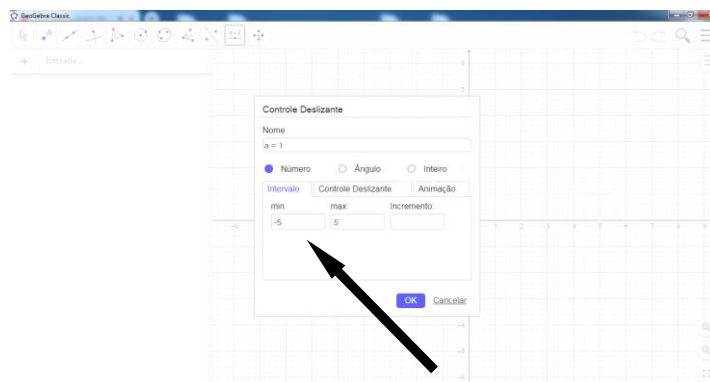 GeoGebra Classic
a=2
Entrada...
Controle Deslizante
Nome
a = 1
Número Ângulo Inteiro
Intervalo Controle Deslizante Animação
min: max: Incremento:
-5 5
OK Cancelar